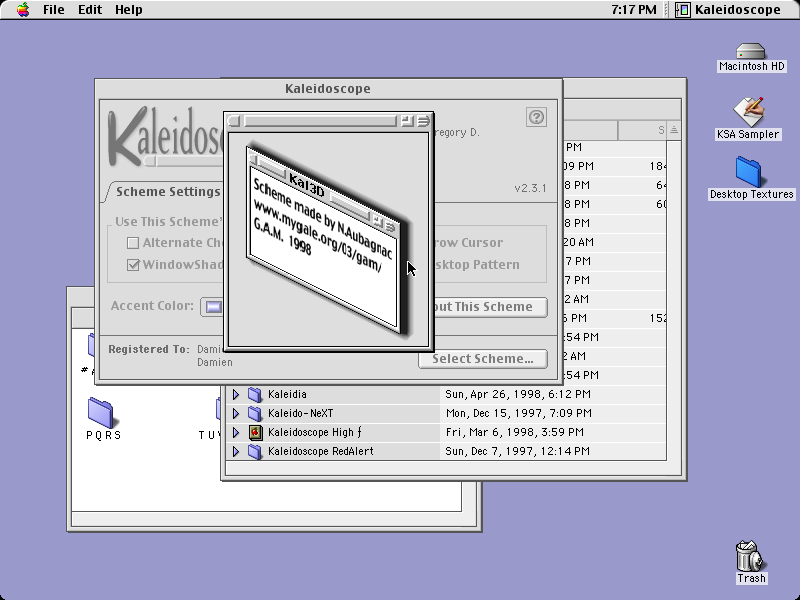 File Edit Help
7:17 PM
Kaleidoscope
Macintosh HD
KSA Sampler
Desktop Textures
Trash
Kaleidoscope
regory D.
v2.3.1
Scheme Settings
Use This Scheme'
Alternate Ch
row Cursor
WindowShad
sktop Pattern
Accent Color:
out This Scheme
Registered To:
Damien
Select Scheme...
Kal3D
Scheme made by N.Aubagnac
www.mygale.org/03/gam/
G.A.M. 1998
S
PM
09 PM 184
8 PM 64
8 PM 60
8 PM
20 AM
7 PM
7 PM
2 AM
6 PM 152
:54 PM
2 AM
:54 PM
Kaleidia Sun, Apr 26, 1998, 6:12 PM
Kaleido-NeXT Mon, Dec 15, 1997, 7:09 PM
Kaleidoscope High ƒ Fri, Mar 6, 1998, 3:59 PM
Kaleidoscope RedAlert Sun, Dec 7, 1997, 12:14 PM
PQRS
TUV